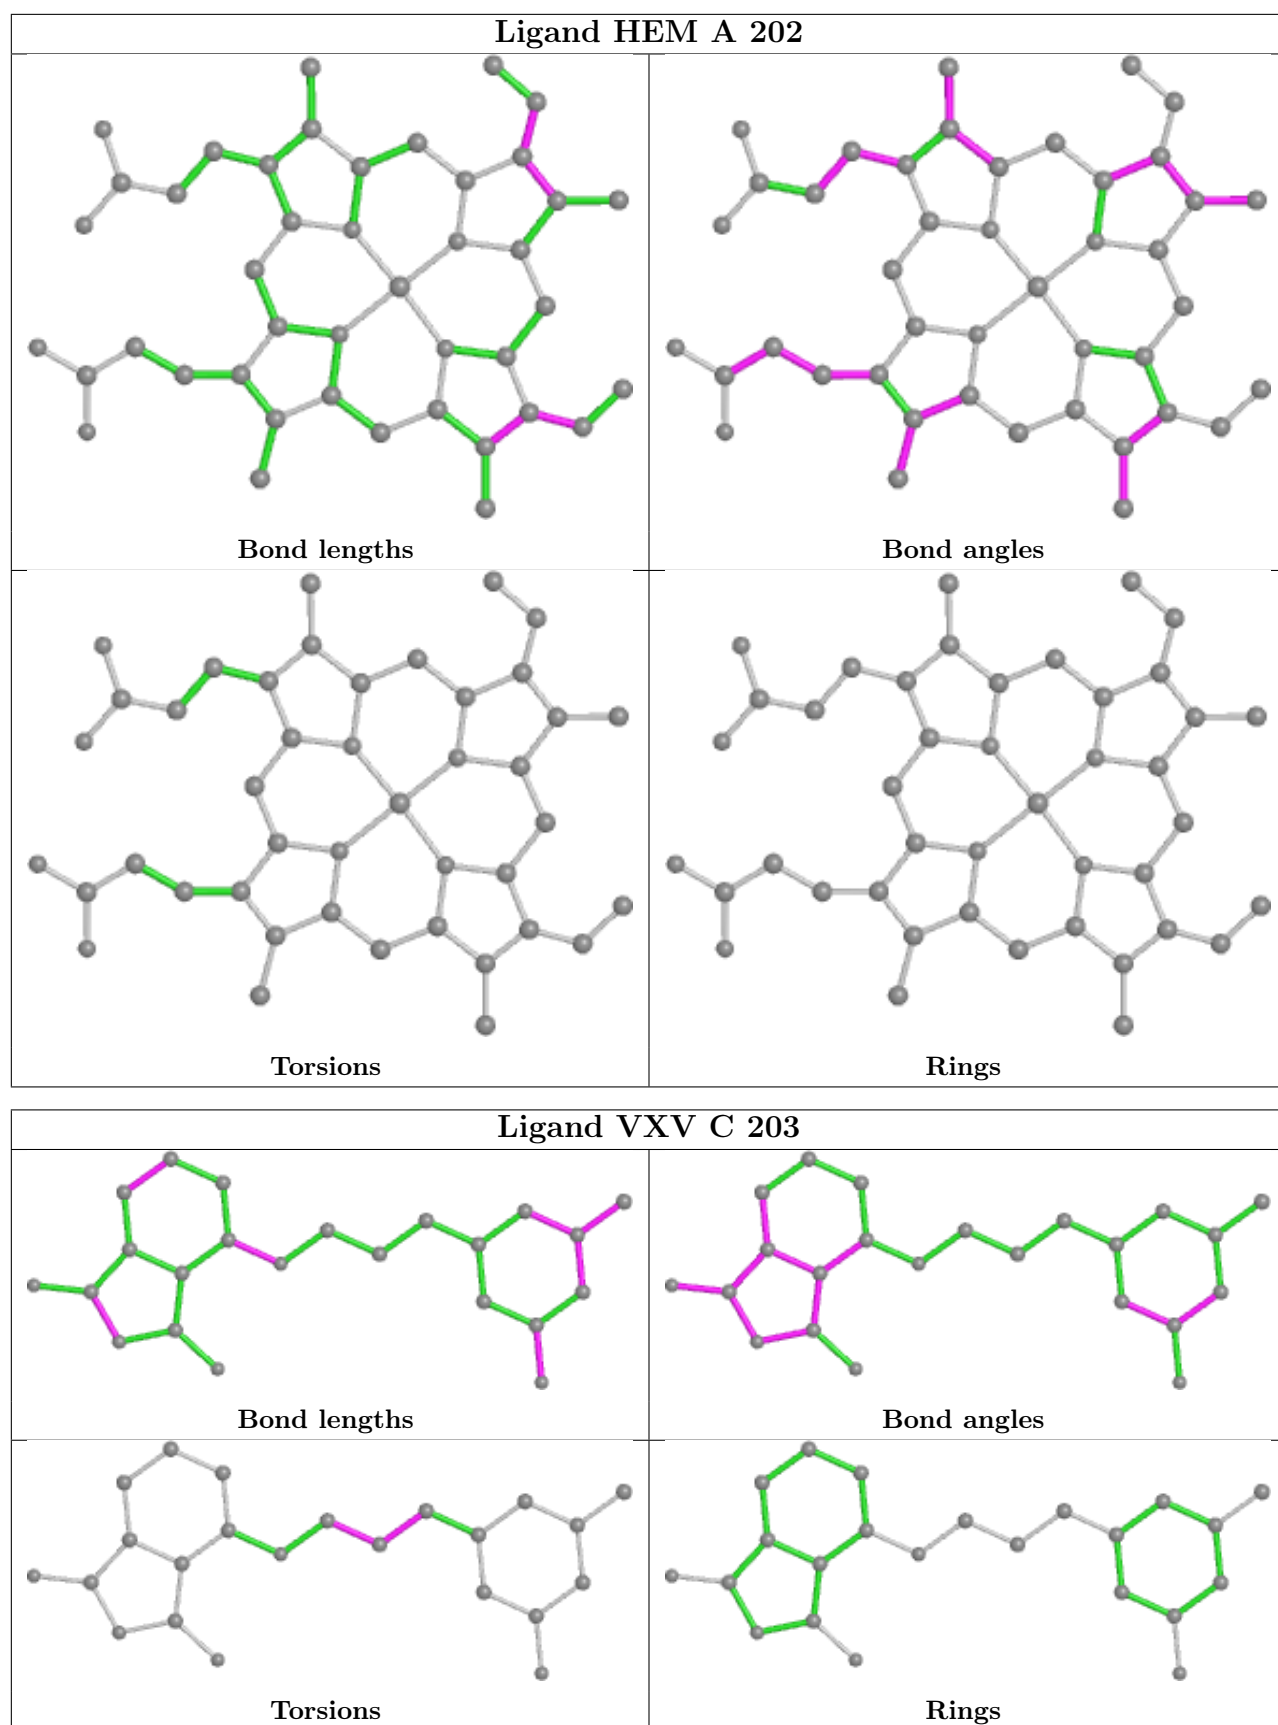 Ligand HEM A 202
Bond lengths
Bond angles
Torsions
Rings
Ligand VXV C 203
Bond lengths
Bond angles
Torsions
Rings